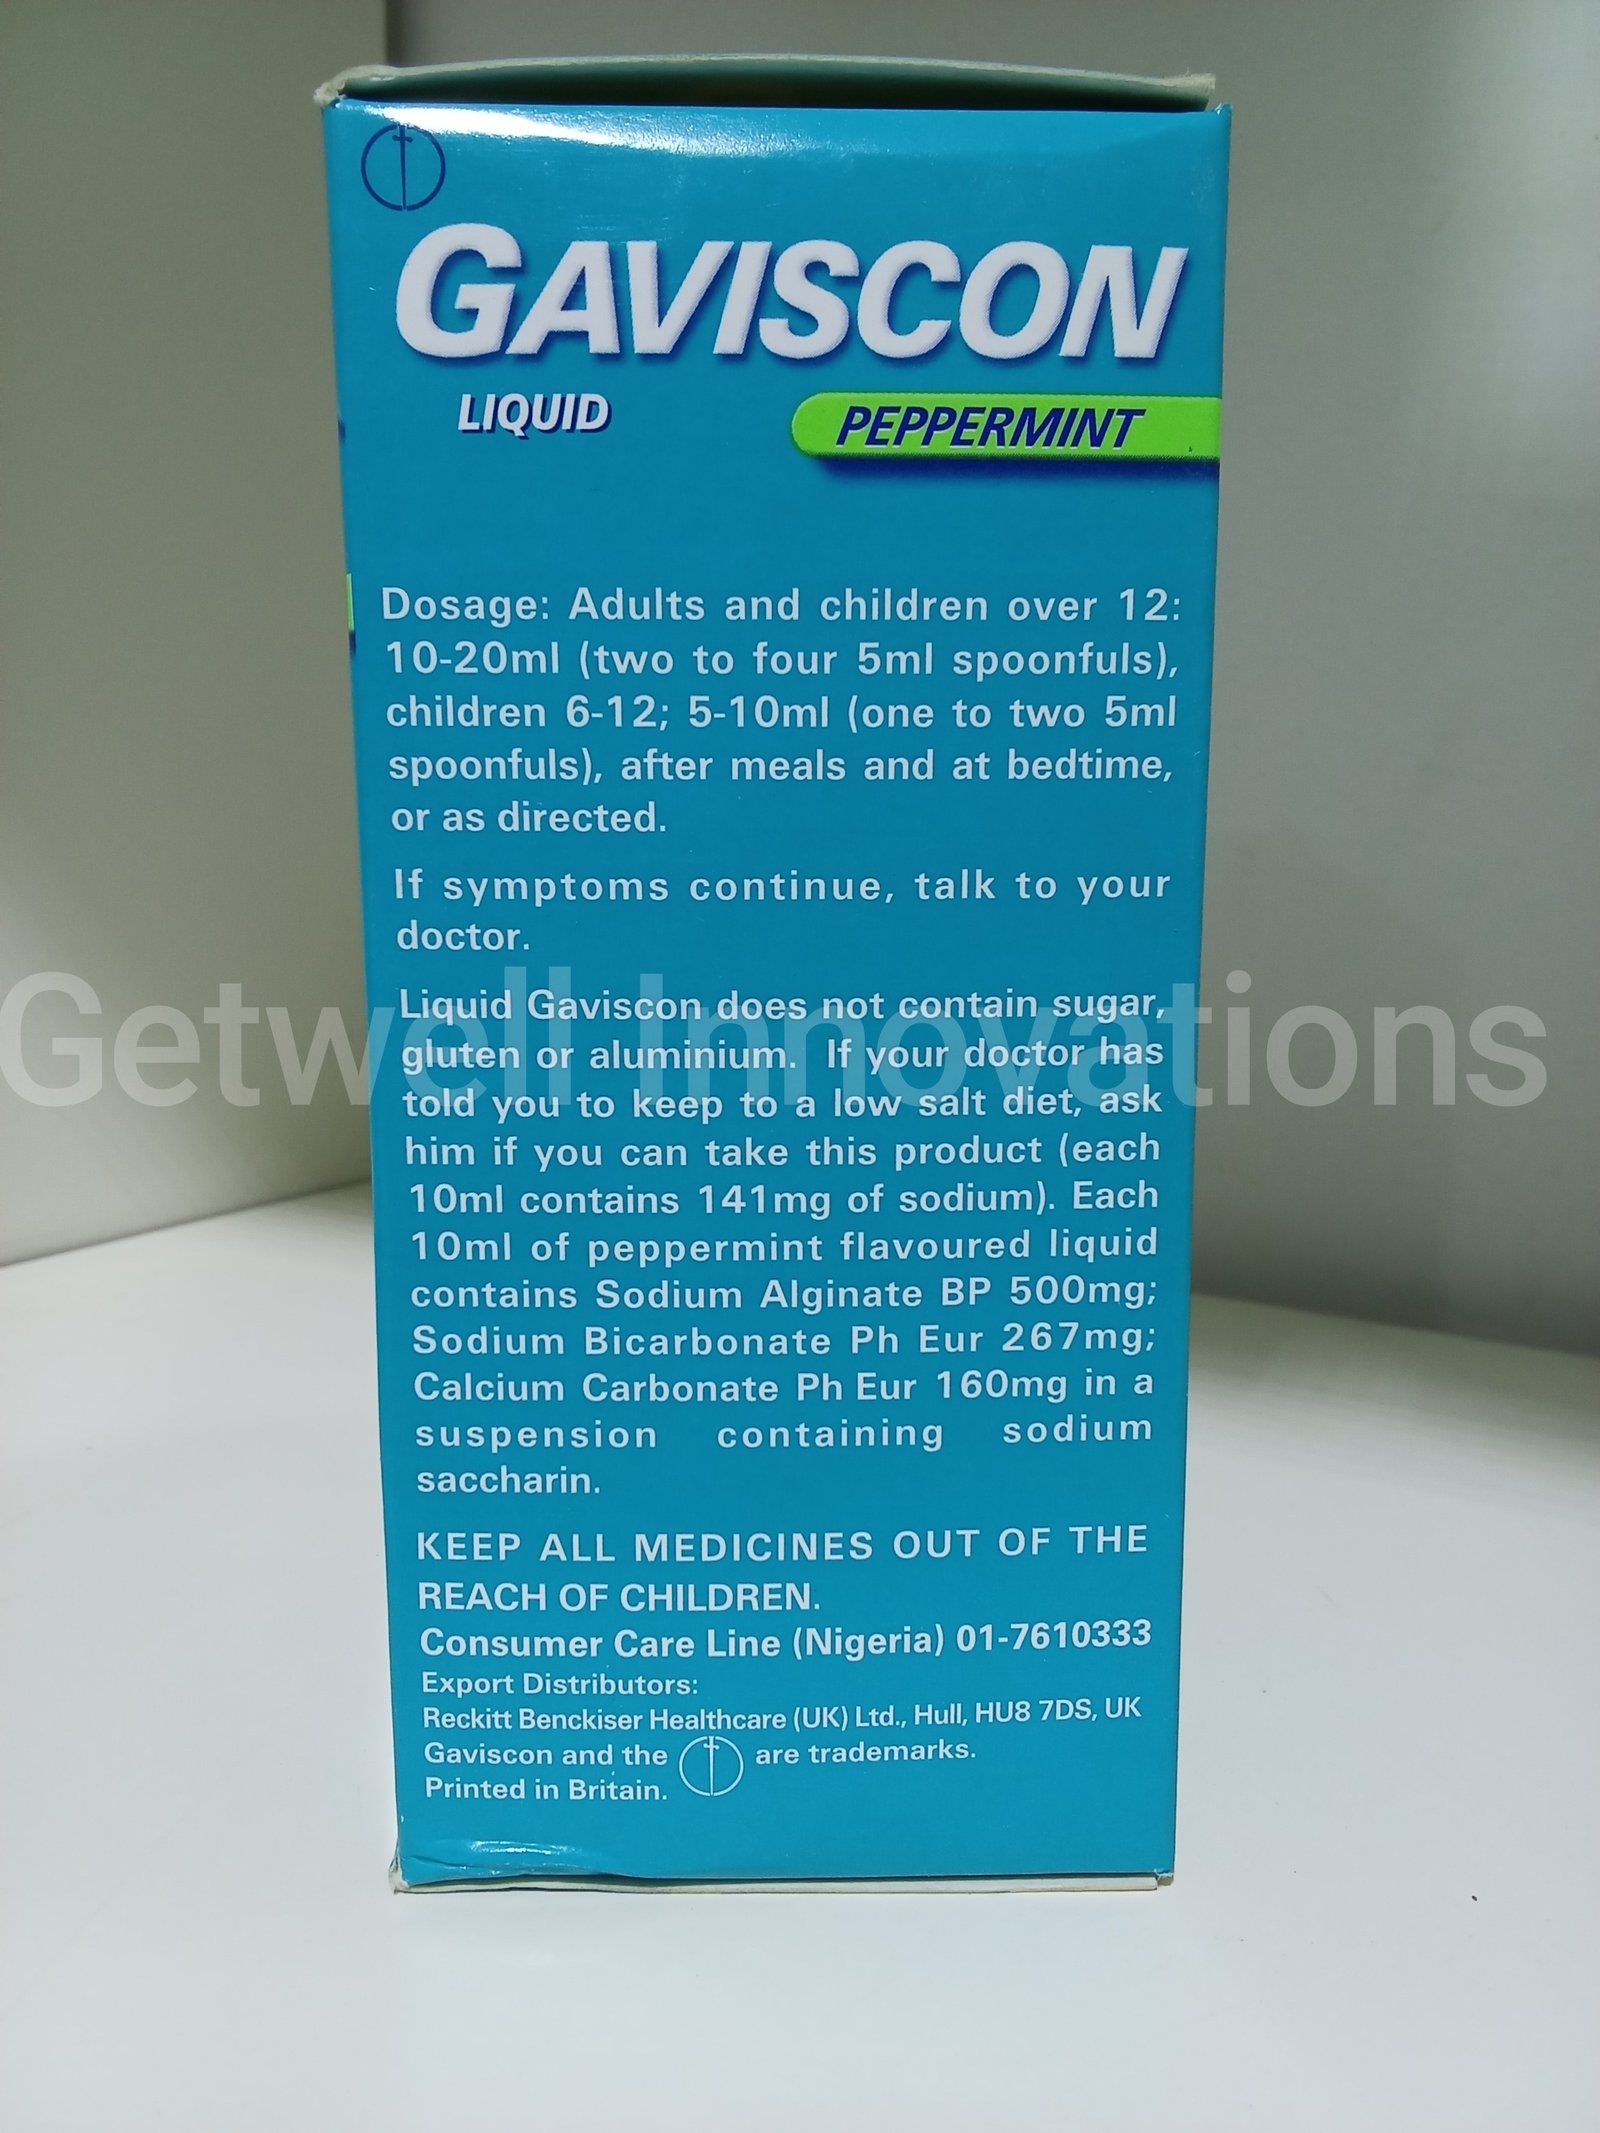 GAVISCON
LIQUID
PEPPERMINT
Dosage: Adults and children over 12:
10-20ml (two to four 5ml spoonfuls),
children 6-12; 5-10ml (one to two 5ml
spoonfuls), after meals and at bedtime,
or as directed.
If symptoms continue, talk to your
doctor.
Liquid Gaviscon does not contain sugar,
gluten or aluminium. If your doctor has
told you to keep to a low salt diet, ask
him if you can take this product (each
10ml contains 141mg of sodium). Each
10ml of peppermint flavoured liquid
contains Sodium Alginate BP 500mg;
Sodium Bicarbonate Ph Eur 267mg;
Calcium Carbonate Ph Eur 160mg in a
suspension containing sodium
saccharin.
KEEP ALL MEDICINES OUT OF THE
REACH OF CHILDREN.
Consumer Care Line (Nigeria) 01-7610333
Export Distributors:
Reckitt Benckiser Healthcare (UK) Ltd., Hull, HU8 7DS, UK
Gaviscon and the are trademarks.
Printed in Britain.
Getwell Innovations